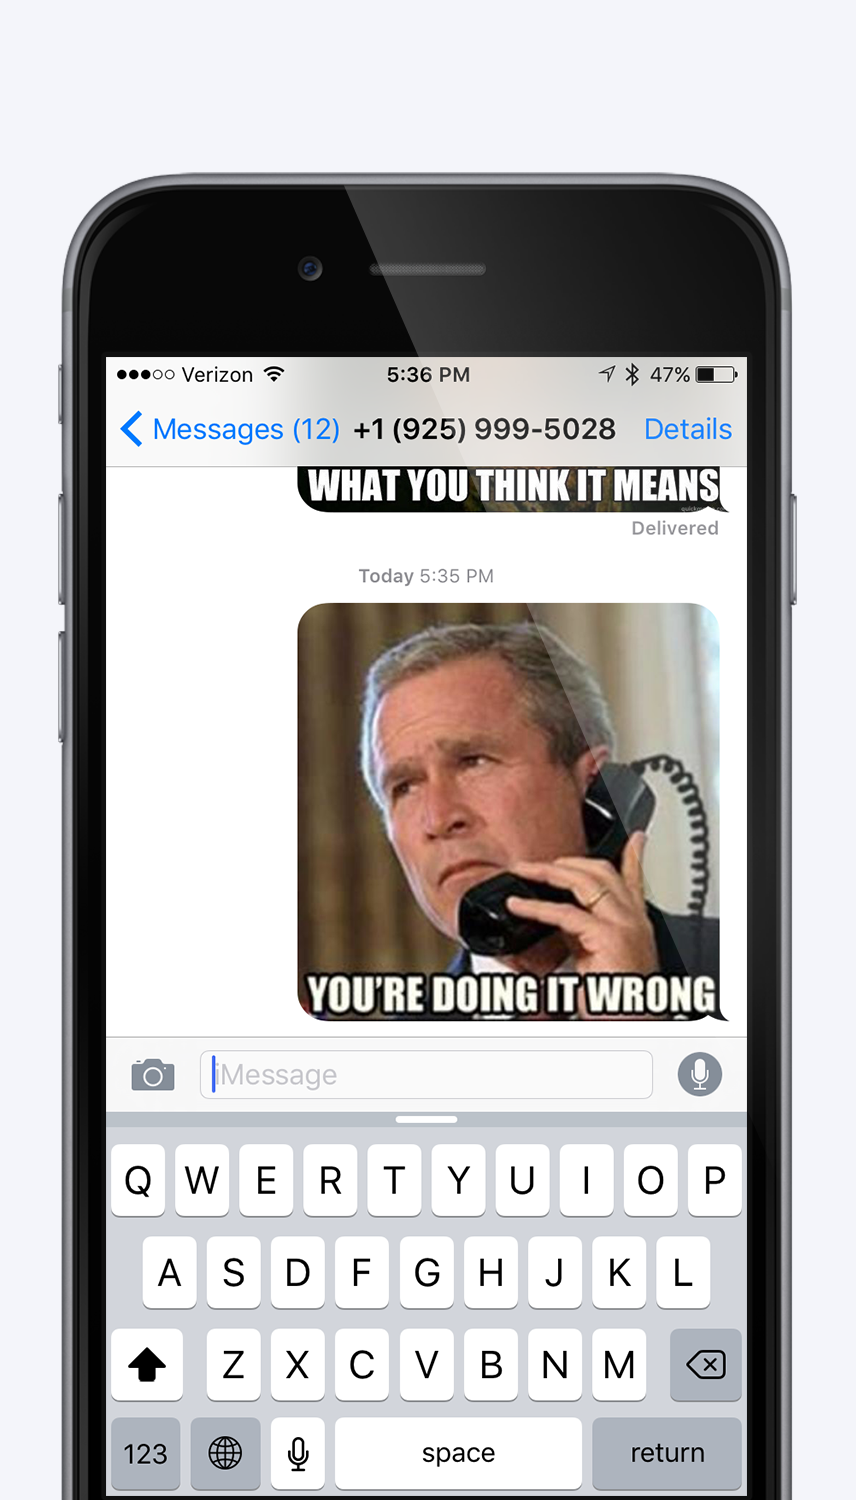 Verizon 5:36 PM 47%
Messages (12) +1 (925) 999-5028 Details
WHAT YOU THINK IT MEANS
Delivered
Today 5:35 PM
YOU'RE DOING IT WRONG
iMessage
Q W E R T Y U I O P
A S D F G H J K L
Z X C V B N M
123 space return